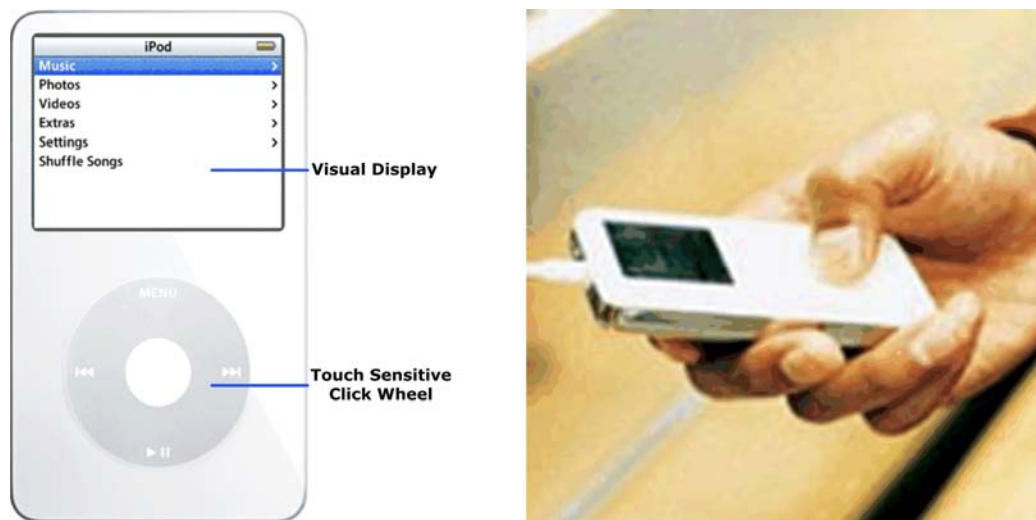 iPod
Music
Photos
Videos
Extras
Settings
Shuffle Songs
Visual Display
MENU
Touch Sensitive
Click Wheel